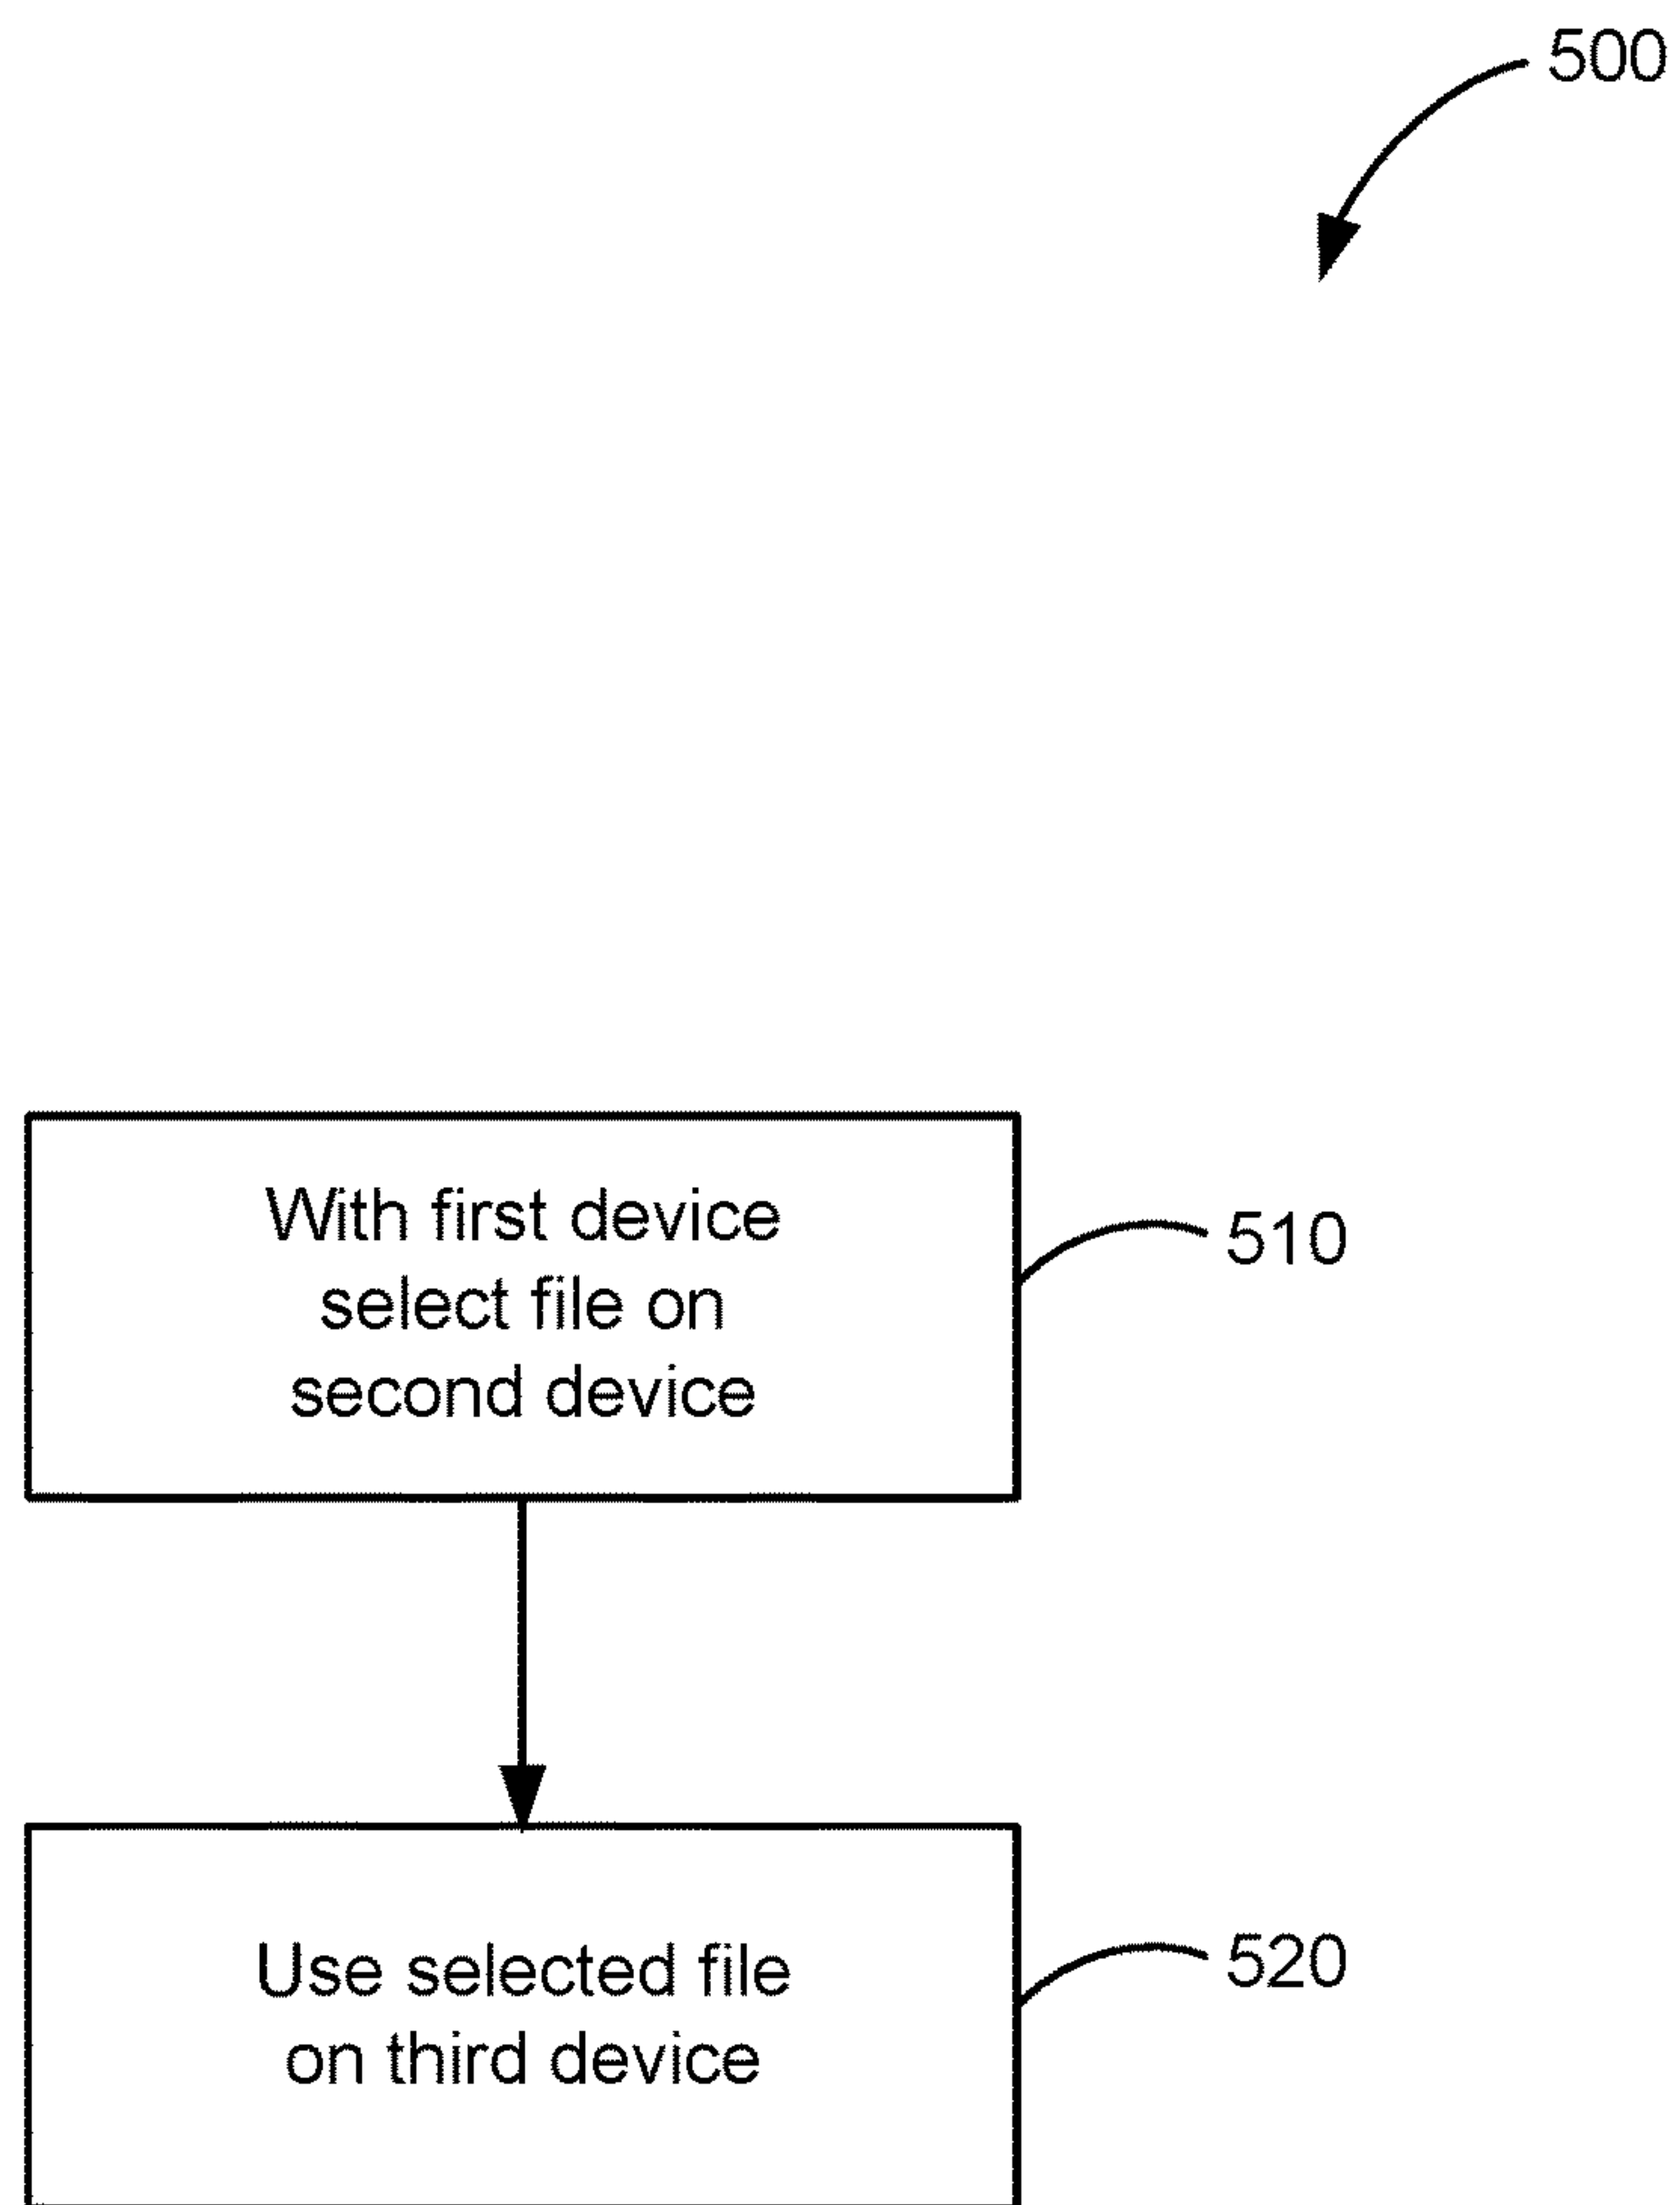 500
With first device
select file on
second device
510
Use selected file
on third device
520